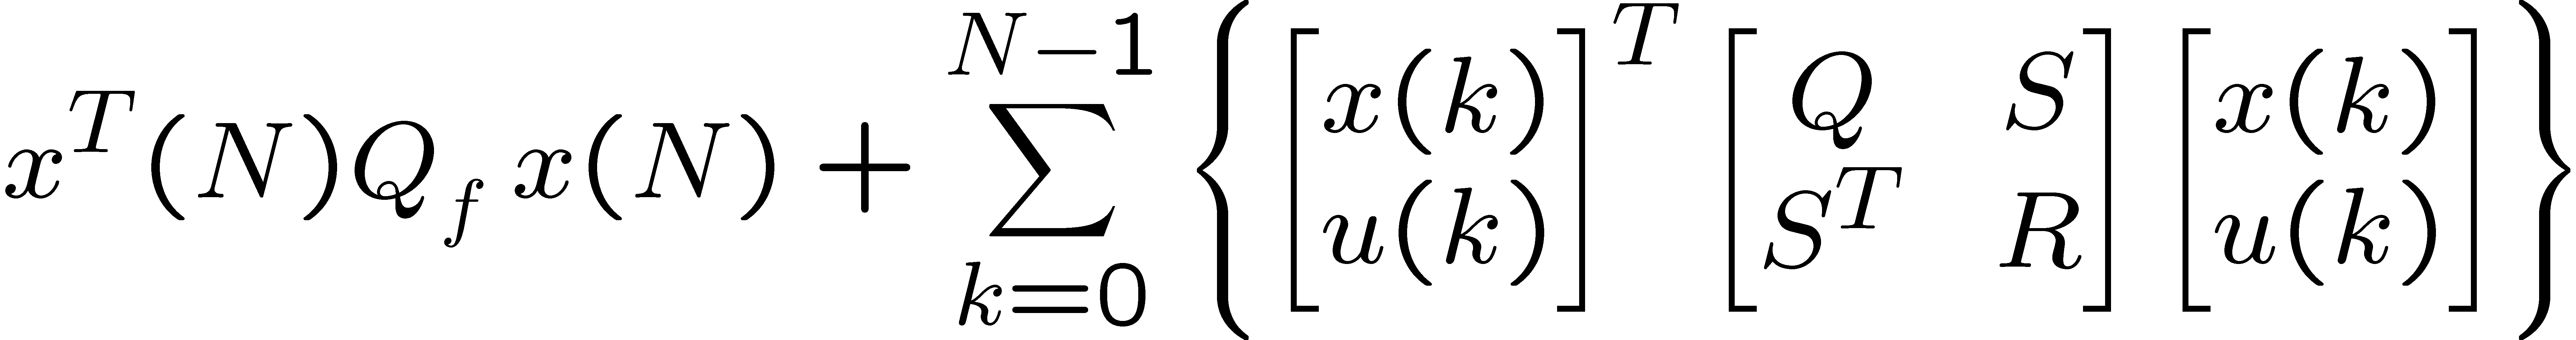 x^T(N)Q_f x(N) + \sum_{k=0}^{N-1} \left\{ \begin{bmatrix} x(k) \\ u(k) \end{bmatrix}^T \begin{bmatrix} Q & S \\ S^T & R \end{bmatrix} \begin{bmatrix} x(k) \\ u(k) \end{bmatrix} \right\}